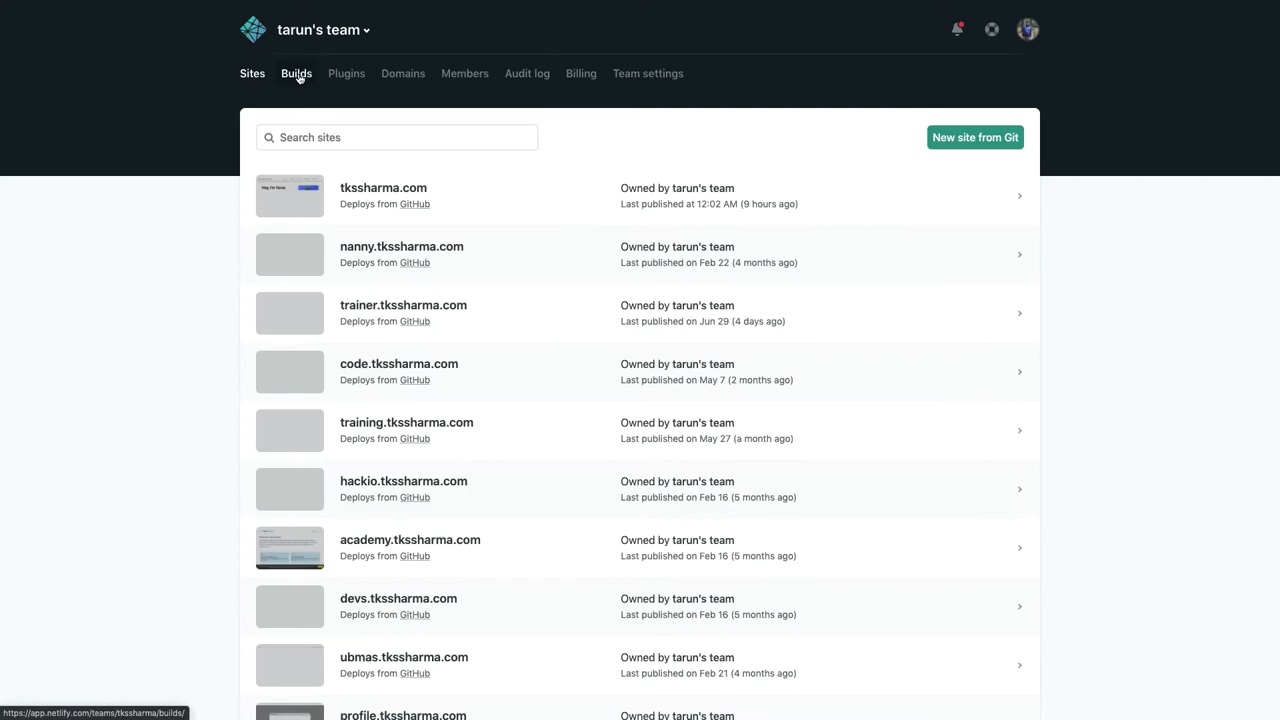 tarun's team
Sites Builds Plugins Domains Members Audit log Billing Team settings
Search sites
New site from Git
Hey, I'm Tarun!
tkssharma.com
Deploys from GitHub
Owned by tarun's team
Last published at 12:02 AM (9 hours ago)
nanny.tkssharma.com
Deploys from GitHub
Owned by tarun's team
Last published on Feb 22 (4 months ago)
trainer.tkssharma.com
Deploys from GitHub
Owned by tarun's team
Last published on Jun 29 (4 days ago)
code.tkssharma.com
Deploys from GitHub
Owned by tarun's team
Last published on May 7 (2 months ago)
training.tkssharma.com
Deploys from GitHub
Owned by tarun's team
Last published on May 27 (a month ago)
hackio.tkssharma.com
Deploys from GitHub
Owned by tarun's team
Last published on Feb 16 (5 months ago)
academy.tkssharma.com
Deploys from GitHub
Owned by tarun's team
Last published on Feb 16 (5 months ago)
devs.tkssharma.com
Deploys from GitHub
Owned by tarun's team
Last published on Feb 16 (5 months ago)
ubmas.tkssharma.com
Deploys from GitHub
Owned by tarun's team
Last published on Feb 21 (4 months ago)
profile.tkssharma.com
Owned by tarun's team
https://app.netlify.com/teams/tkssharma/builds/